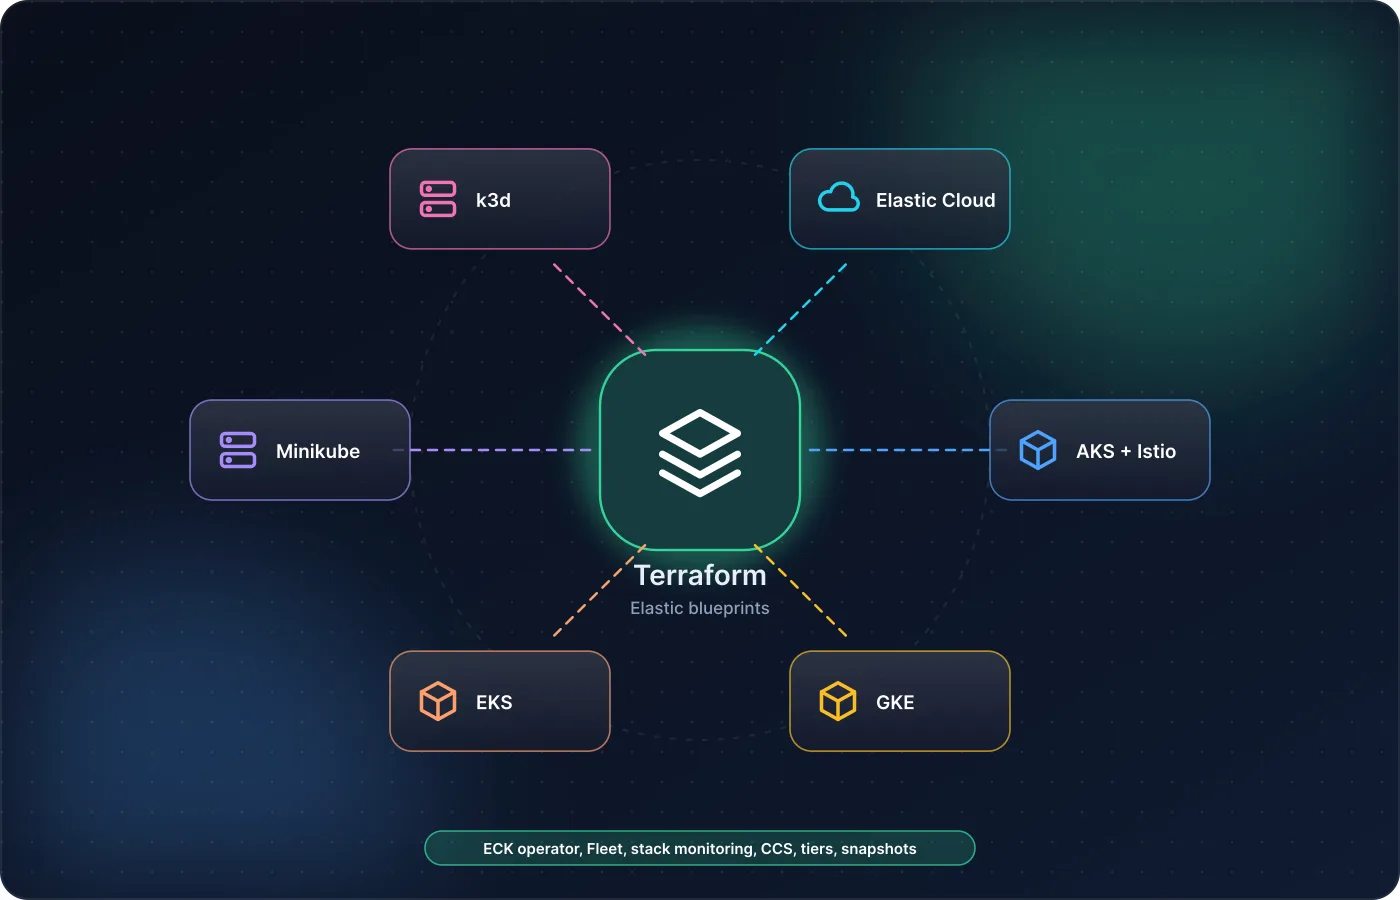 k3d
Elastic Cloud
Minikube
AKS + Istio
Terraform
Elastic blueprints
EKS
GKE
ECK operator, Fleet, stack monitoring, CCS, tiers, snapshots